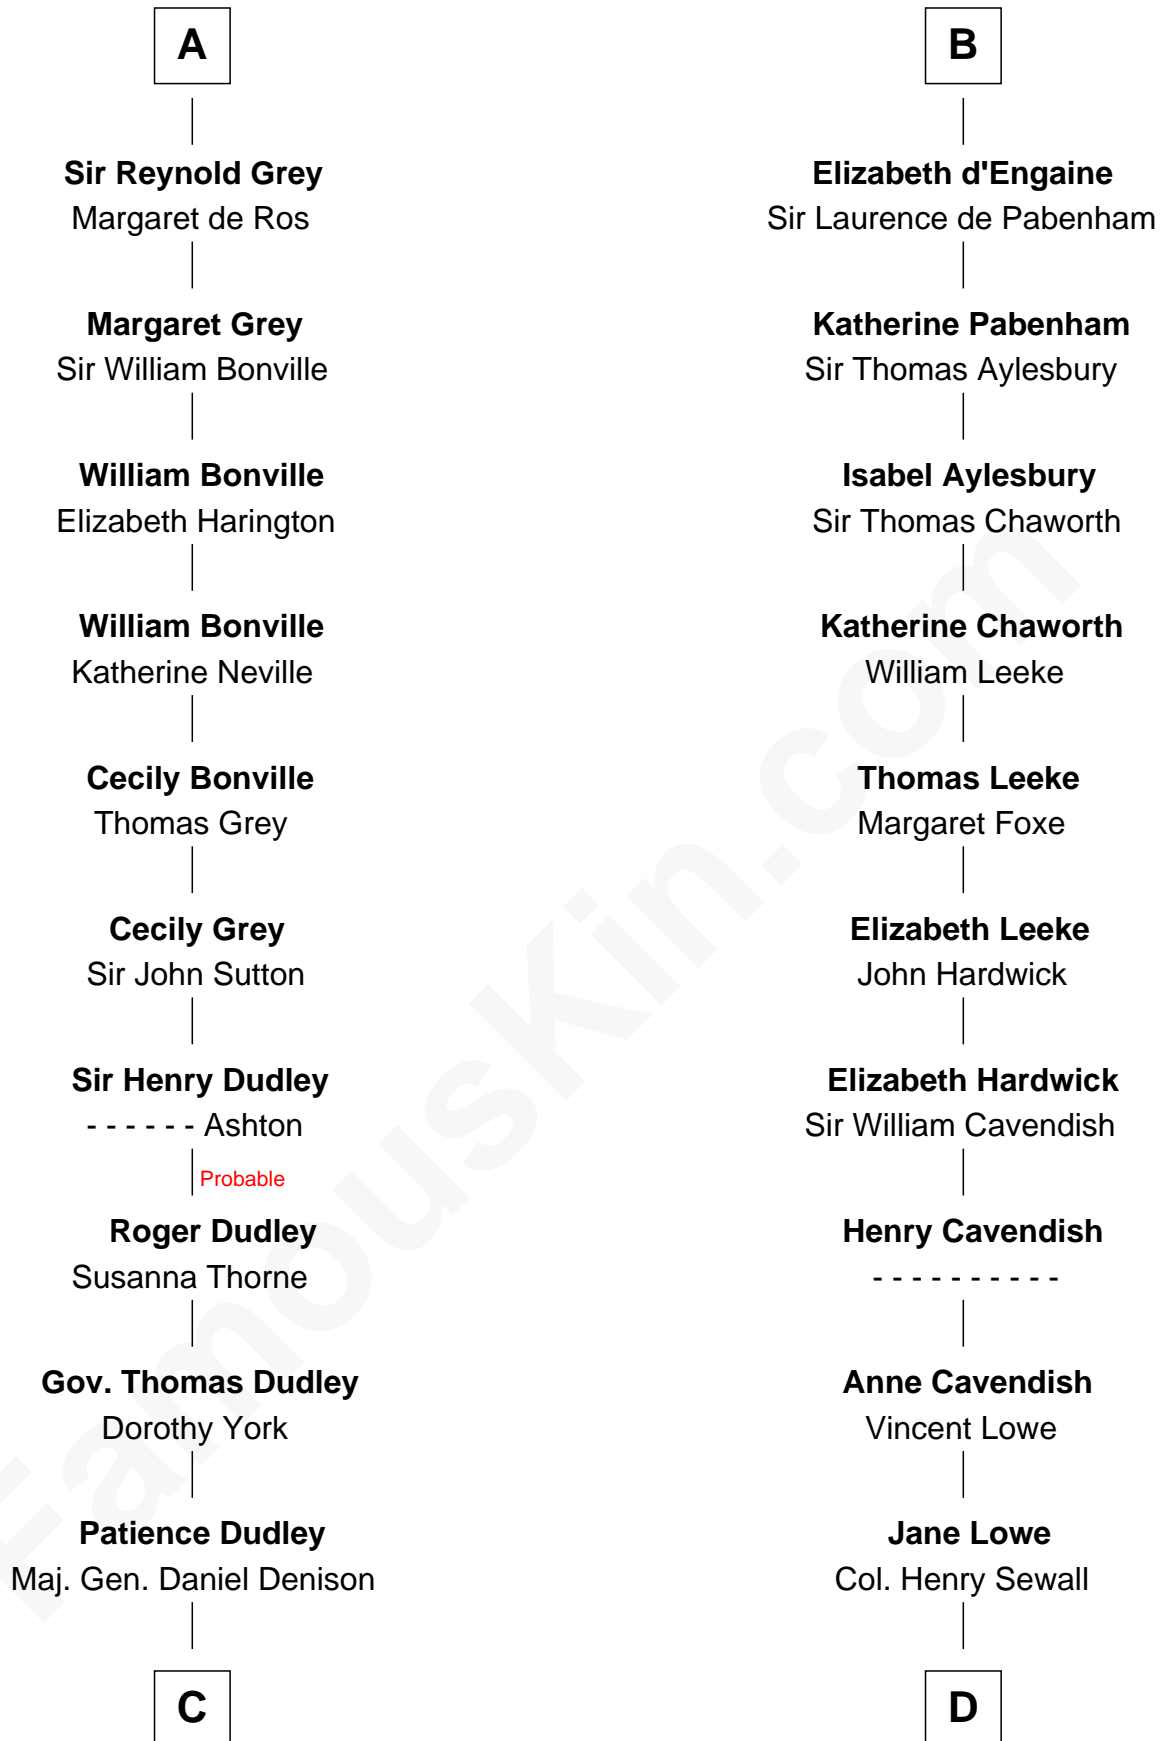 A
Sir Reynold Grey
Margaret de Ros
Margaret Grey
Sir William Bonville
William Bonville
Elizabeth Harington
William Bonville
Katherine Neville
Cecily Bonville
Thomas Grey
Cecily Grey
Sir John Sutton
Sir Henry Dudley
- - - - - - Ashton
Probable
Roger Dudley
Susanna Thorne
Gov. Thomas Dudley
Dorothy York
Patience Dudley
Maj. Gen. Daniel Denison
C
B
Elizabeth d'Engaine
Sir Laurence de Pabenham
Katherine Pabenham
Sir Thomas Aylesbury
Isabel Aylesbury
Sir Thomas Chaworth
Katherine Chaworth
William Leeke
Thomas Leeke
Margaret Foxe
Elizabeth Leeke
John Hardwick
Elizabeth Hardwick
Sir William Cavendish
Henry Cavendish
- - - - - - - - - -
Anne Cavendish
Vincent Lowe
Jane Lowe
Col. Henry Sewall
D
FamousKin.com